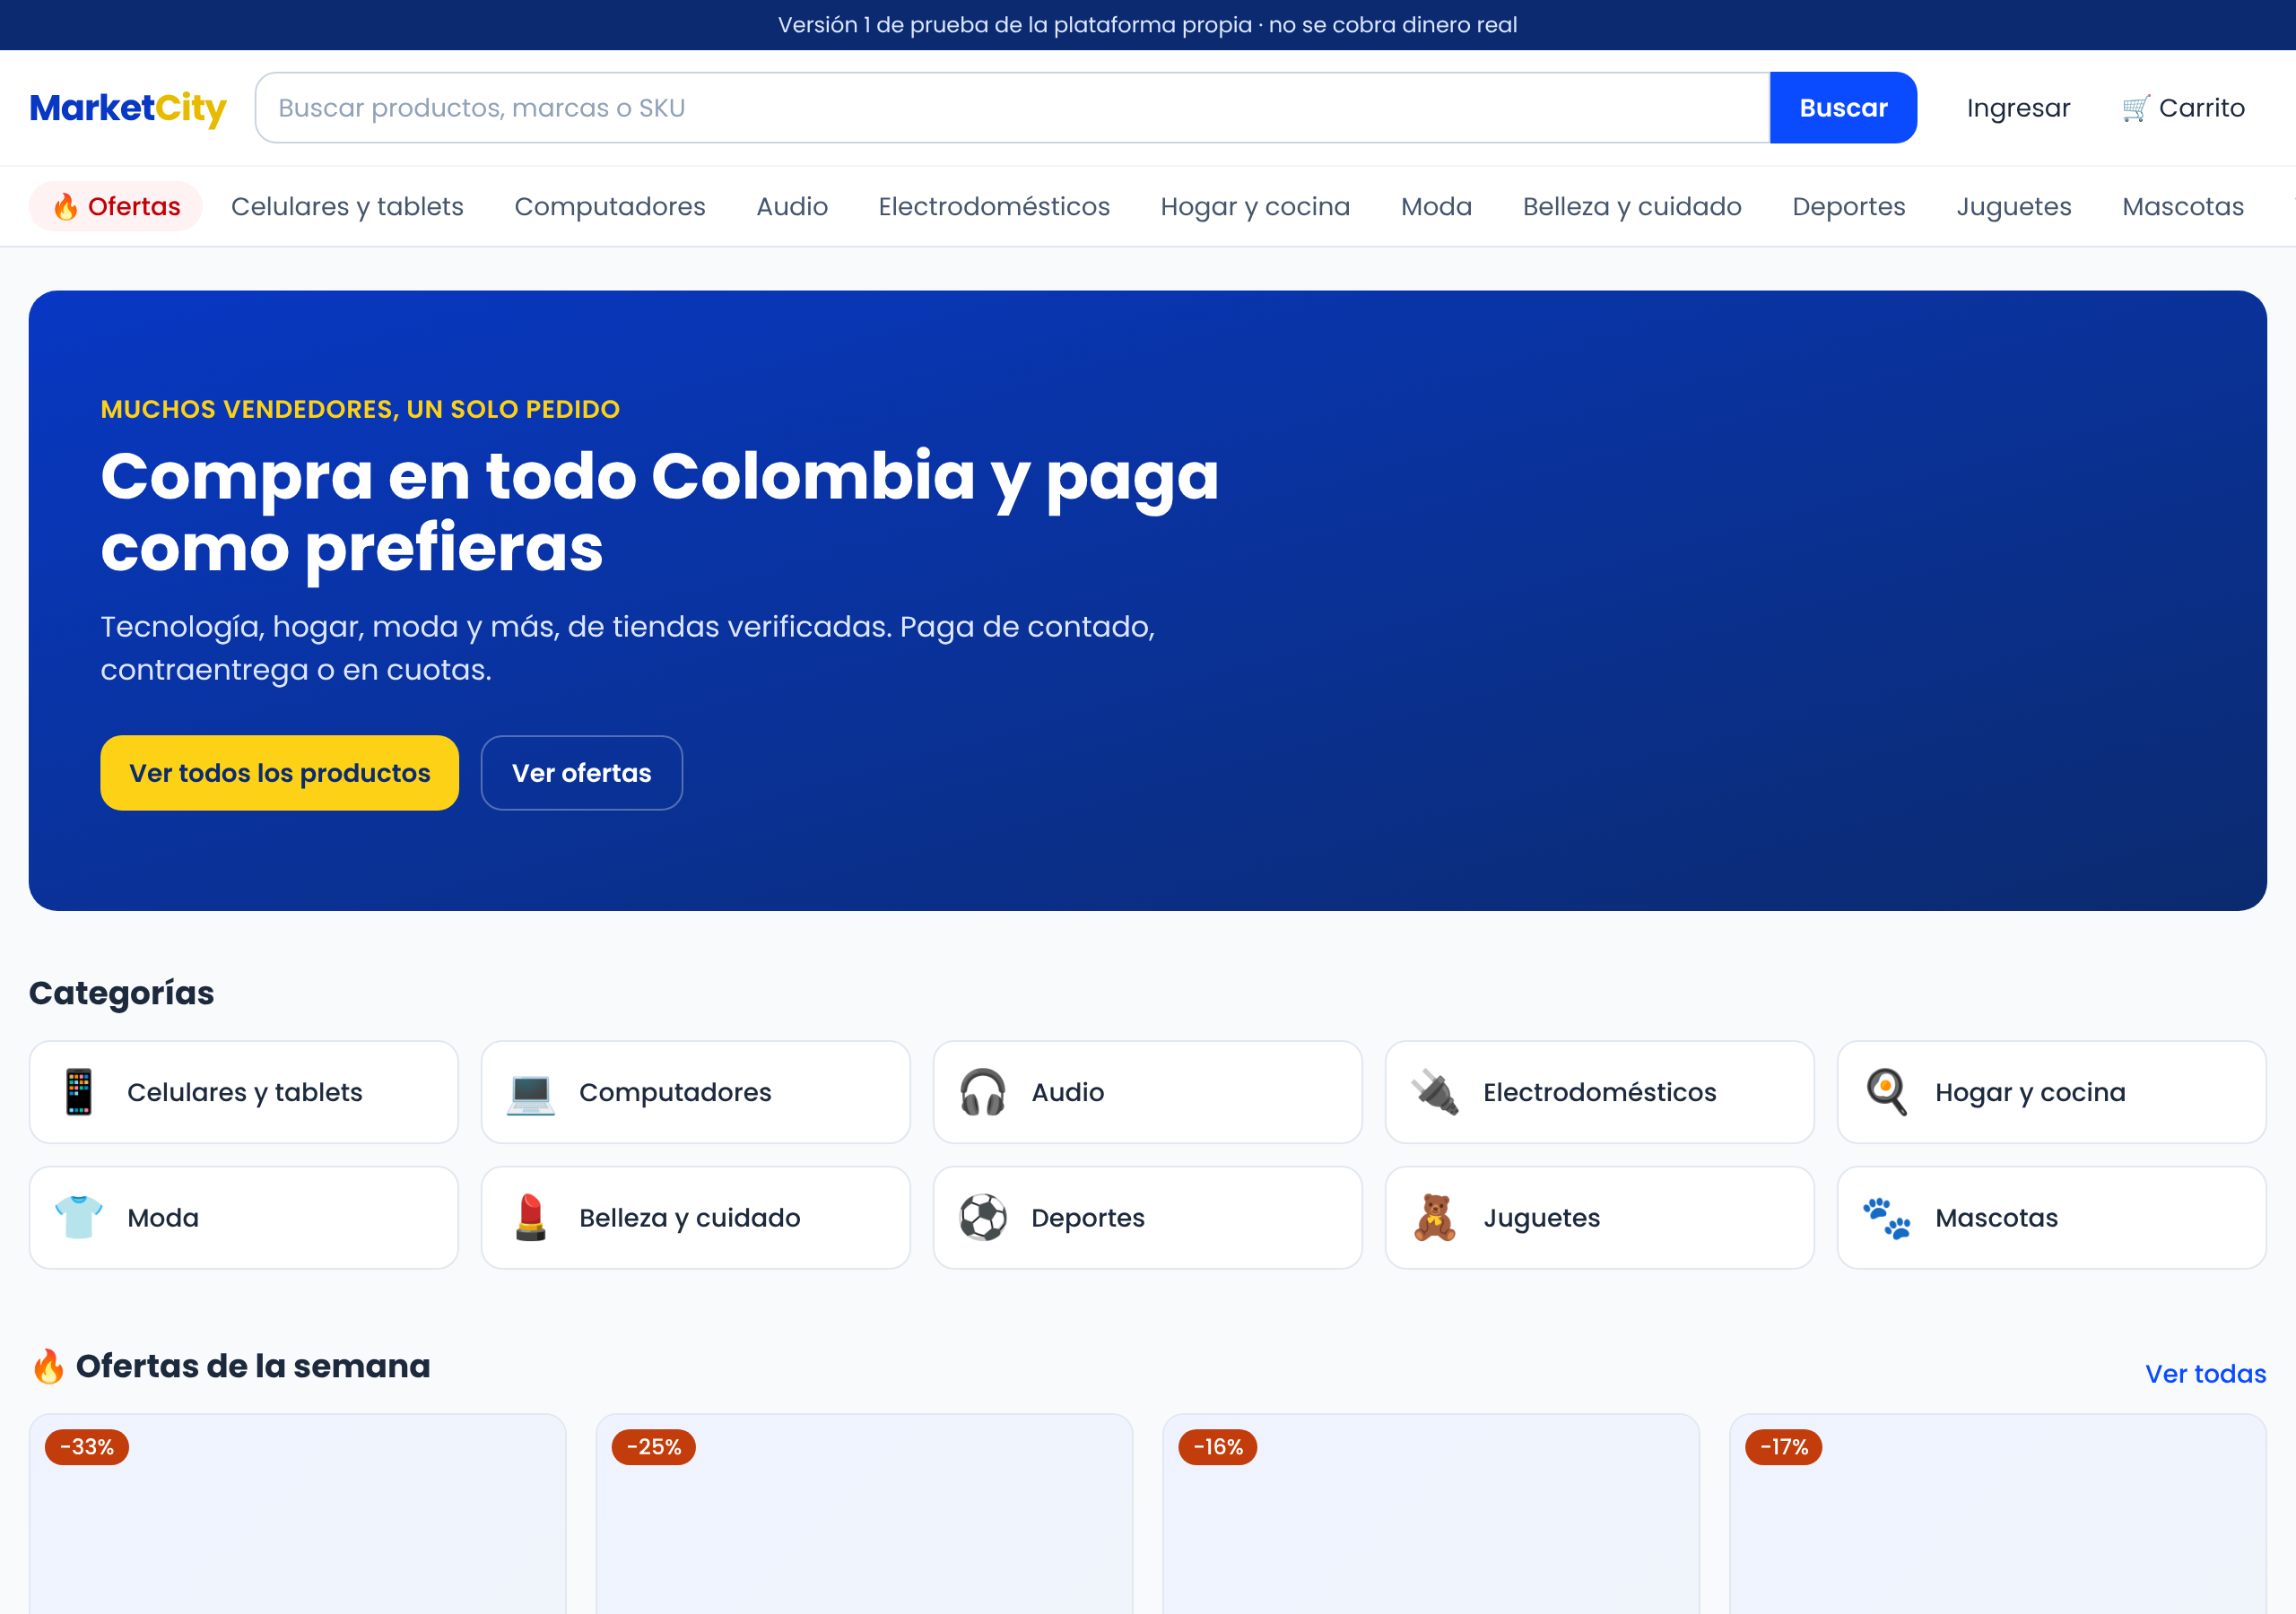 Versión 1 de prueba de la plataforma propia · no se cobra dinero real
MarketCity
Buscar productos, marcas o SKU
Buscar
Ingresar
🛒 Carrito
🔥 Ofertas
Celulares y tablets
Computadores
Audio
Electrodomésticos
Hogar y cocina
Moda
Belleza y cuidado
Deportes
Juguetes
Mascotas
MUCHOS VENDEDORES, UN SOLO PEDIDO
Compra en todo Colombia y paga
como prefieras
Tecnología, hogar, moda y más, de tiendas verificadas. Paga de contado,
contraentrega o en cuotas.
Ver todos los productos
Ver ofertas
Categorías
Celulares y tablets
Computadores
Audio
Electrodomésticos
Hogar y cocina
Moda
Belleza y cuidado
Deportes
Juguetes
Mascotas
🔥 Ofertas de la semana
Ver todas
-33%
-25%
-16%
-17%